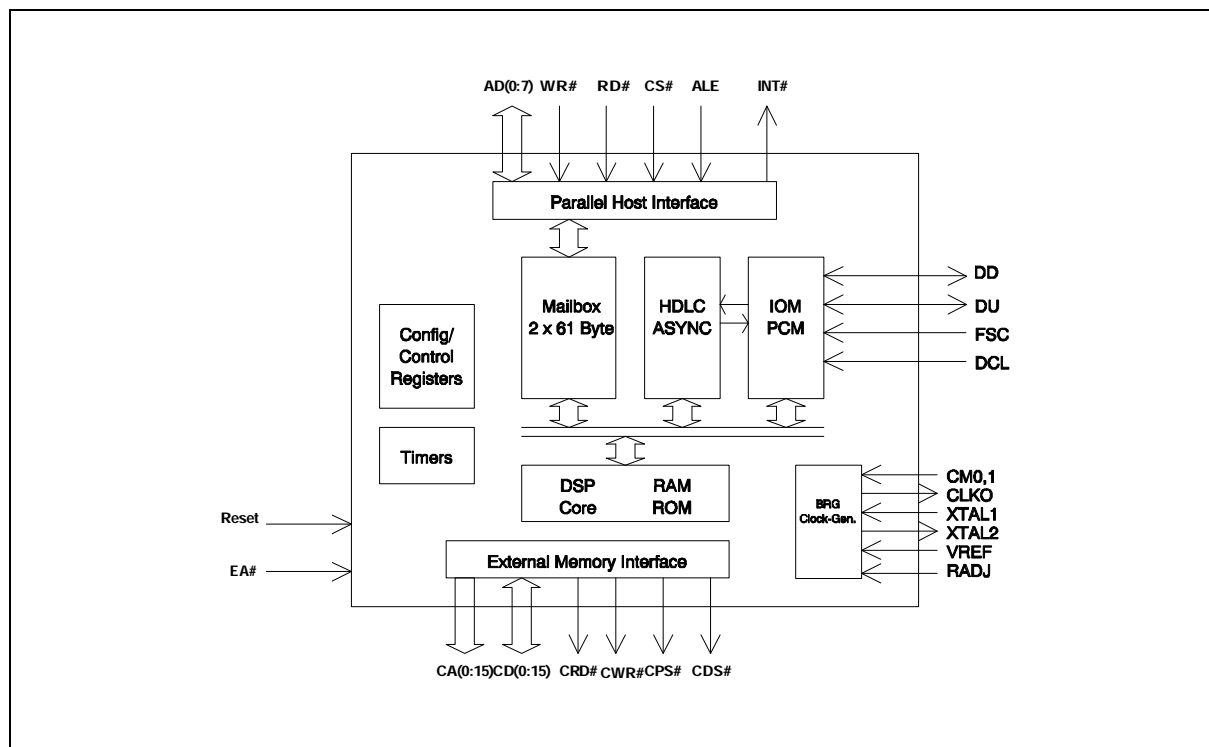 AD(0:7) WR# RD# CS# ALE INT#
Parallel Host Interface
Mailbox
2 x 61 Byte
HDLC
ASYNC
IOM
PCM
DD
DU
FSC
DCL
Config/
Control
Registers
Timers
DSP
Core
RAM
ROM
BRG
Clock-Gen.
CM0,1
CLKO
XTAL1
XTAL2
VREF
RADJ
Reset
EA#
External Memory Interface
CA(0:15) CD(0:15) CRD# CWR# CPS# CDS#